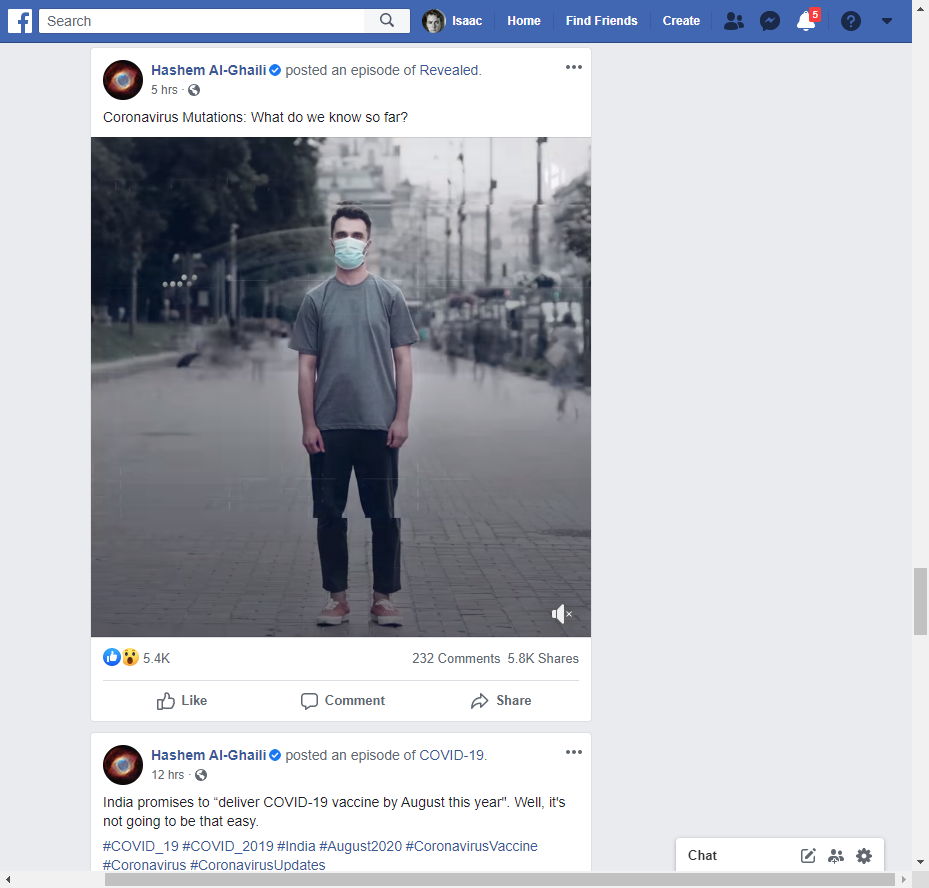 Search
Isaac
Home
Find Friends
Create
5
Hashem Al-Ghaili posted an episode of Revealed.
5 hrs ·
Coronavirus Mutations: What do we know so far?
5.4K
232 Comments 5.8K Shares
Like
Comment
Share
Hashem Al-Ghaili posted an episode of COVID-19.
12 hrs ·
India promises to “deliver COVID-19 vaccine by August this year". Well, it's
not going to be that easy.
#COVID_19 #COVID_2019 #India #August2020 #CoronavirusVaccine
#Coronavirus #CoronavirusUpdates
Chat